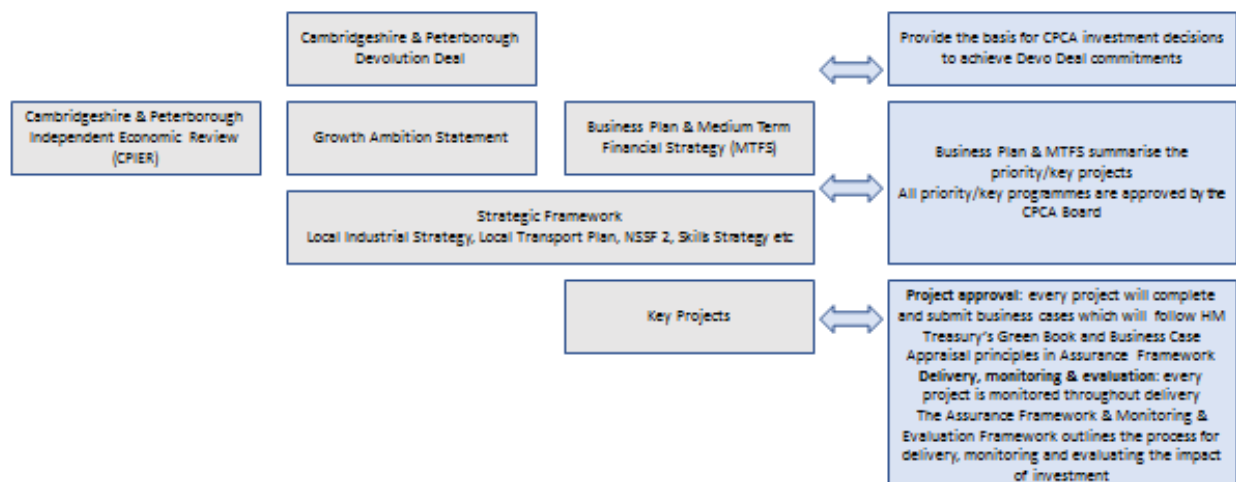 Cambridgeshire & Peterborough
Devolution Deal
Provide the basis for CPCA investment decisions
to achieve Devo Deal commitments
Cambridgeshire & Peterborough
Independent Economic Review
(CPIER)
Growth Ambition Statement
Business Plan & Medium Term
Financial Strategy (MTFS)
Business Plan & MTFS summarise the
priority/key projects
All priority/key programmes are approved by the
CPCA Board
Strategic Framework
Local Industrial Strategy, Local Transport Plan, NSSF 2, Skills Strategy etc
Key Projects
Project approval: every project will complete
and submit business cases which will follow HM
Treasury's Green Book and Business Case
Appraisal principles in Assurance Framework
Delivery, monitoring & evaluation: every
project is monitored throughout delivery
The Assurance Framework & Monitoring &
Evaluation Framework outlines the process for
delivery, monitoring and evaluating the impact
of investment